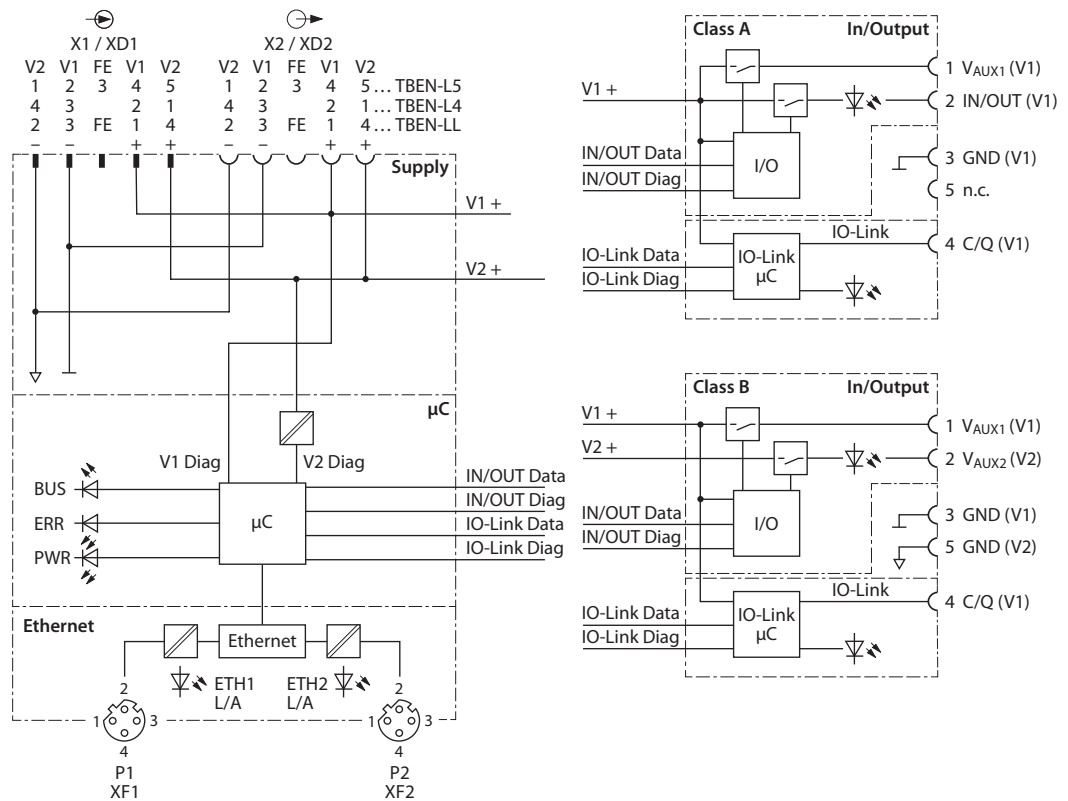 X1 / XD1
X2 / XD2
V2 V1 FE V1 V2
V2 V1 FE V1 V2
1 2 3 4 5
1 2 3 4 5 ... TBEN-L5
4 3 2 1
4 3 2 1 ... TBEN-L4
2 3 FE 1 4
2 3 FE 1 4 ... TBEN-LL
– – + +
– – + +
Supply
V1 +
V2 +
µC
V1 Diag
V2 Diag
BUS
ERR
PWR
µC
IN/OUT Data
IN/OUT Diag
IO-Link Data
IO-Link Diag
Ethernet
Ethernet
ETH1
L/A
ETH2
L/A
2
1
3
4
P1
XF1
2
1
3
4
P2
XF2
Class A
In/Output
V1 +
IN/OUT Data
IN/OUT Diag
I/O
1 VAUX1 (V1)
2 IN/OUT (V1)
3 GND (V1)
5 n.c.
IO-Link
4 C/Q (V1)
IO-Link Data
IO-Link Diag
IO-Link
µC
Class B
In/Output
V1 +
V2 +
IN/OUT Data
IN/OUT Diag
I/O
1 VAUX1 (V1)
2 VAUX2 (V2)
3 GND (V1)
5 GND (V2)
IO-Link
4 C/Q (V1)
IO-Link Data
IO-Link Diag
IO-Link
µC